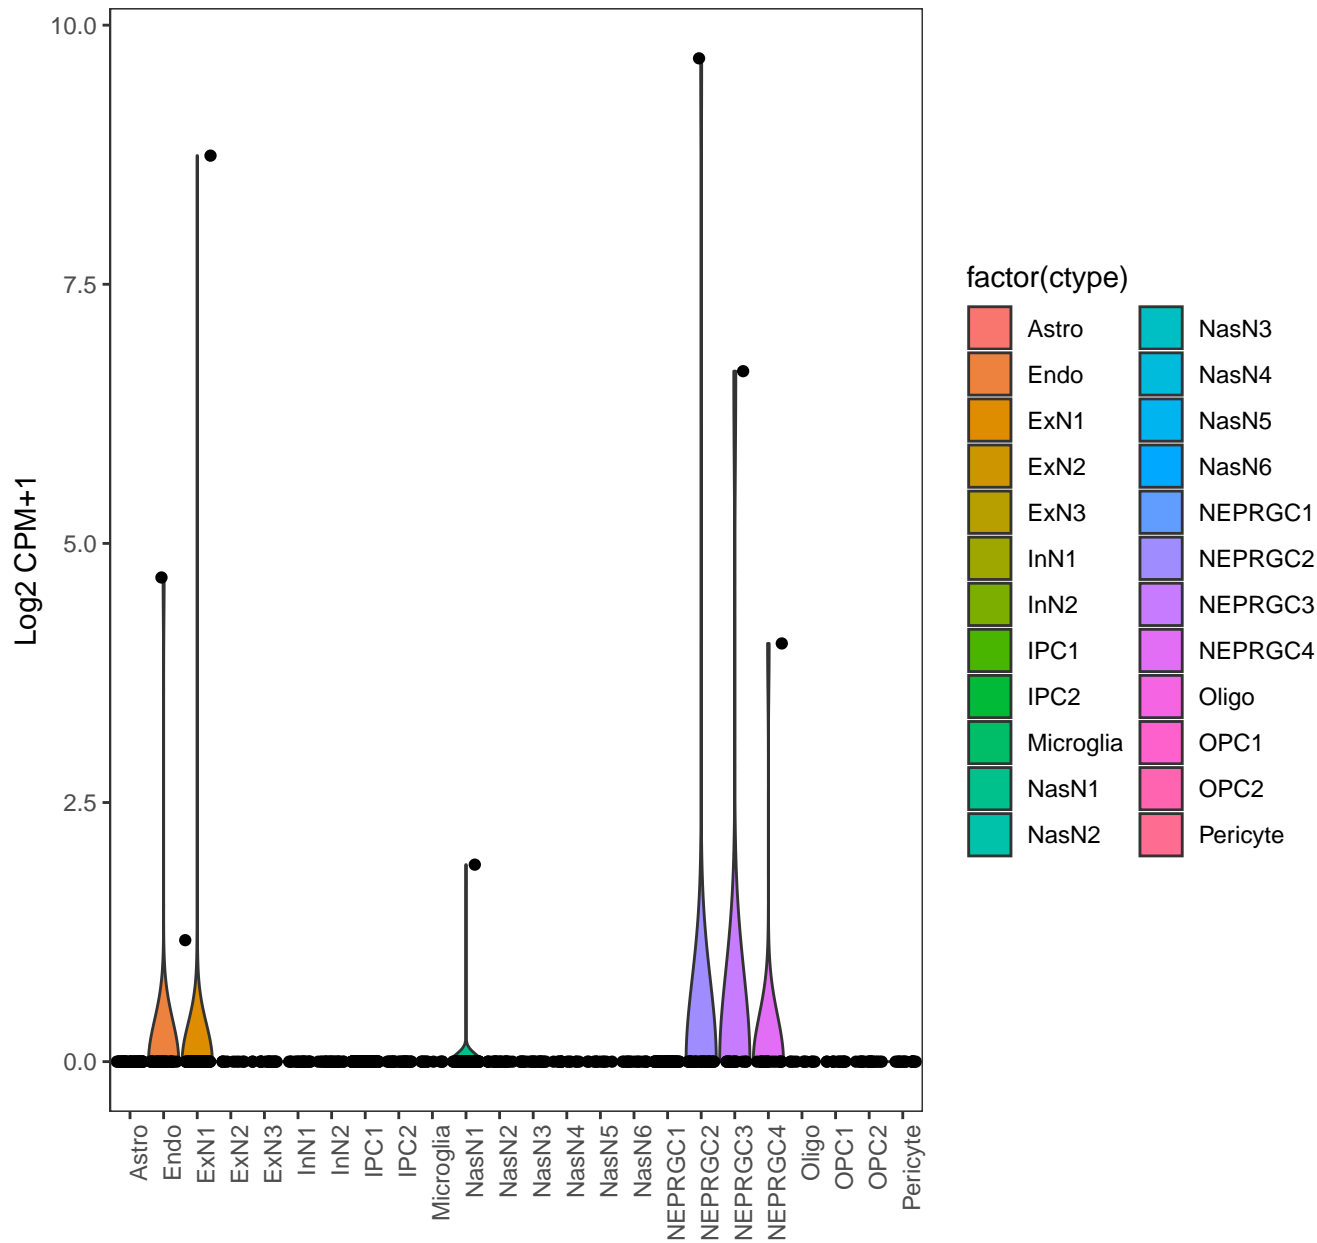 10.0
7.5
5.0
2.5
0.0
Log2 CPM+1
Astro
Endo
ExN1
ExN2
ExN3
InN1
InN2
IPC1
IPC2
Microglia
NasN1
NasN2
NasN3
NasN4
NasN5
NasN6
NEPRGC1
NEPRGC2
NEPRGC3
NEPRGC4
Oligo
OPC1
OPC2
Pericyte
factor(ctype)
Astro
Endo
ExN1
ExN2
ExN3
InN1
InN2
IPC1
IPC2
Microglia
NasN1
NasN2
NasN3
NasN4
NasN5
NasN6
NEPRGC1
NEPRGC2
NEPRGC3
NEPRGC4
Oligo
OPC1
OPC2
Pericyte